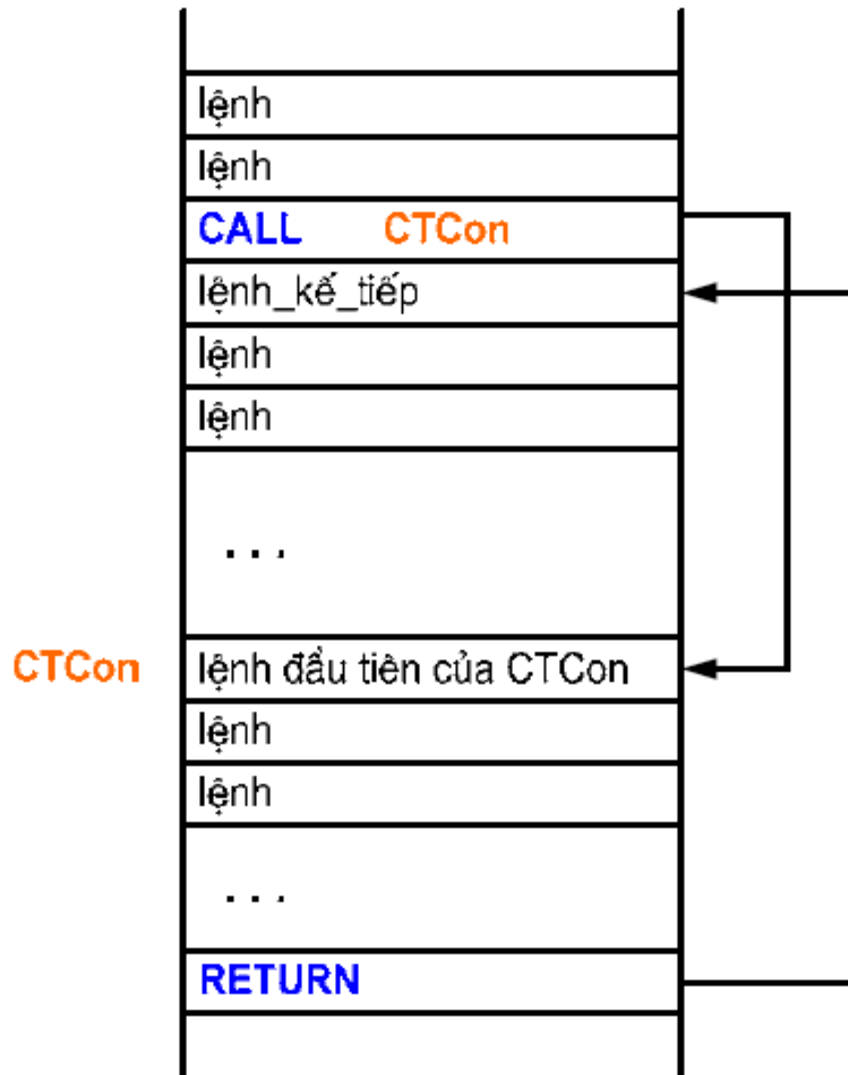 lệnh
lệnh
CALL CTCon
lệnh_kế_tiếp
lệnh
lệnh
...
CTCon lệnh đầu tiên của CTCon
lệnh
lệnh
...
RETURN